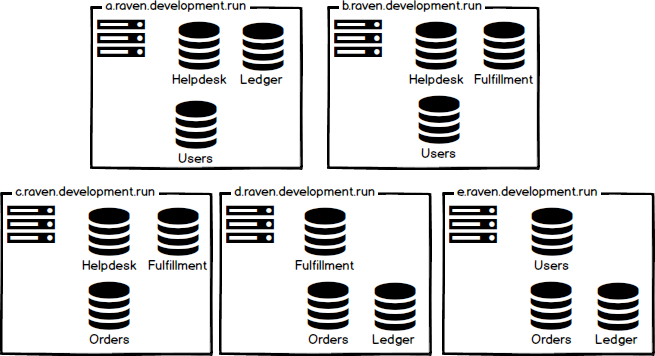 a.raven.development.run
b.raven.development.run
Helpdesk Ledger
Helpdesk Fulfillment
Users
Users
c.raven.development.run
d.raven.development.run
e.raven.development.run
Helpdesk Fulfillment
Fulfillment
Users
Orders
Orders Ledger
Orders Ledger